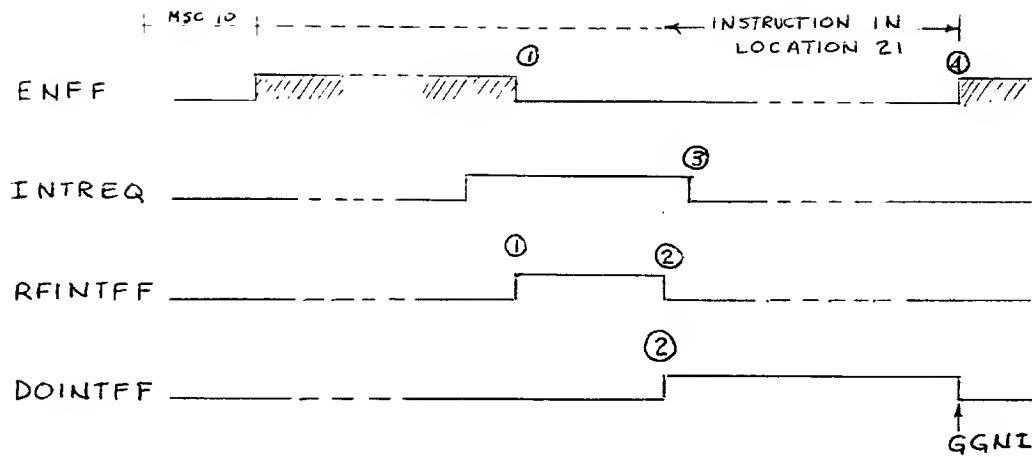 MSC 10
INSTRUCTION IN
LOCATION 21
① ④
ENFF
③
INTREQ
① ②
RFINTFF
②
DOINTFF
GGNI